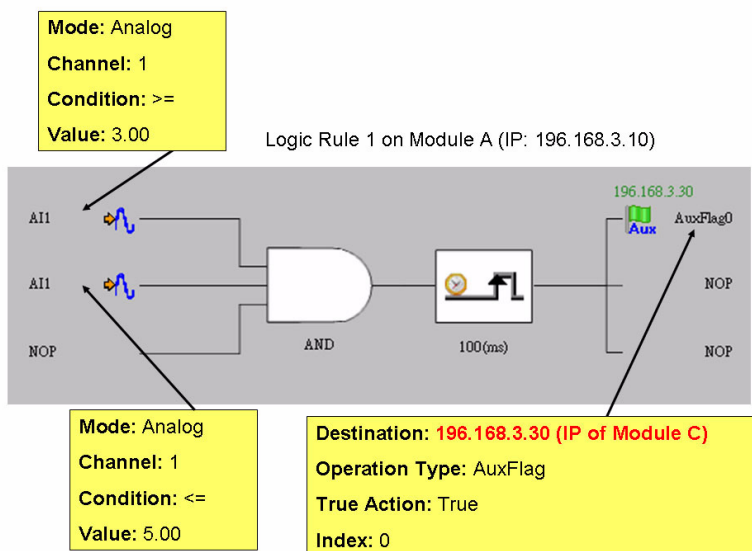 Mode: Analog
Channel: 1
Condition: >=
Value: 3.00
Logic Rule 1 on Module A (IP: 196.168.3.10)
196.168.3.30
AI1
Aux
AuxFlag0
AI1
NOP
NOP
AND
100(ms)
NOP
Mode: Analog
Channel: 1
Condition: <=
Value: 5.00
Destination: 196.168.3.30 (IP of Module C)
Operation Type: AuxFlag
True Action: True
Index: 0